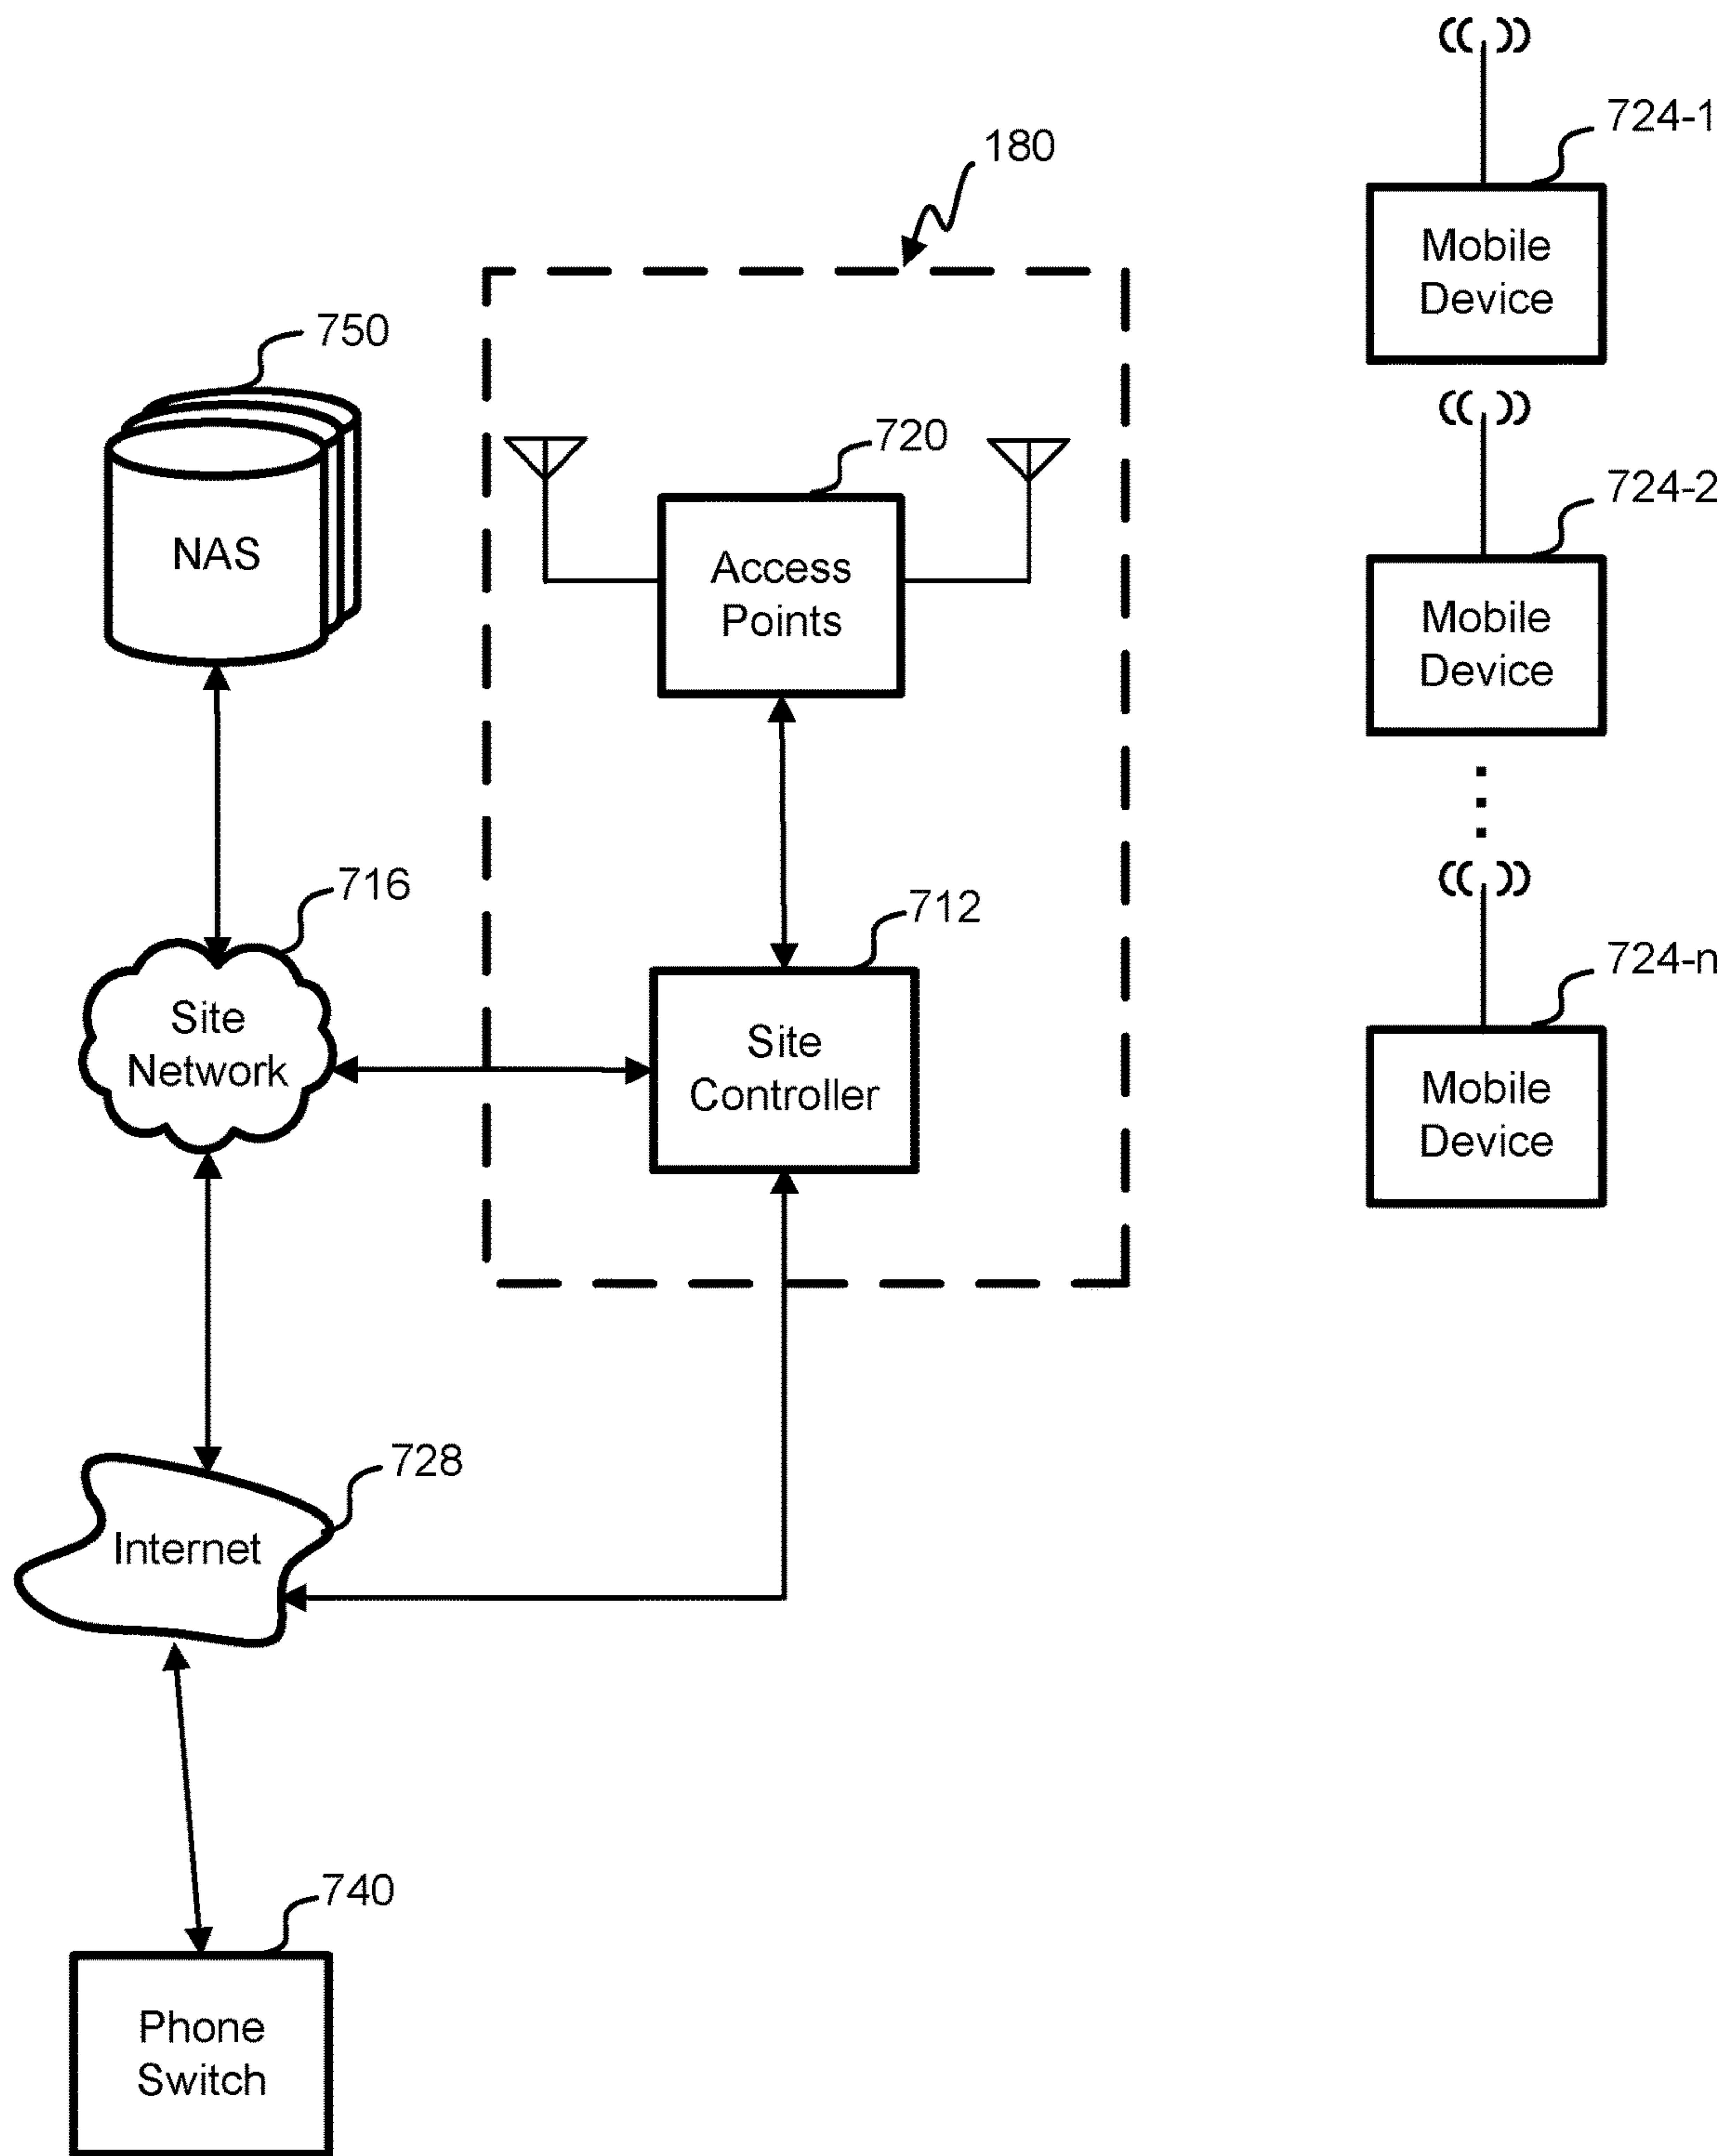 724-1
180
Mobile
Device
750
720
724-2
NAS
Access
Points
Mobile
Device
716
712
724-n
Site
Network
Site
Controller
Mobile
Device
728
Internet
740
Phone
Switch